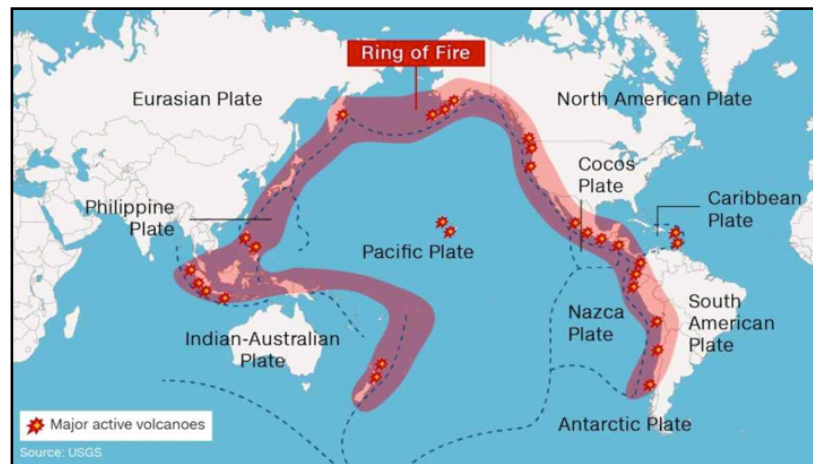 Ring of Fire
Eurasian Plate
North American Plate
Cocos
Plate
Caribbean
Plate
Philippine
Plate
Pacific Plate
Nazca
Plate
South
American
Plate
Indian-Australian
Plate
Antarctic Plate
Major active volcanoes
Source: USGS